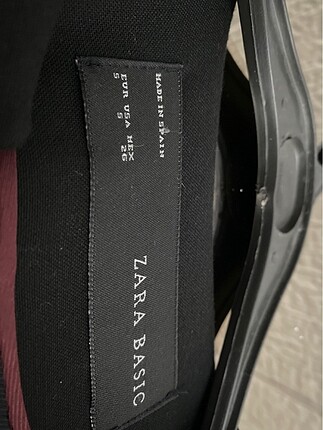 ZARA BASIC
MADE IN SPAIN
EUR USA MEX
S S 26